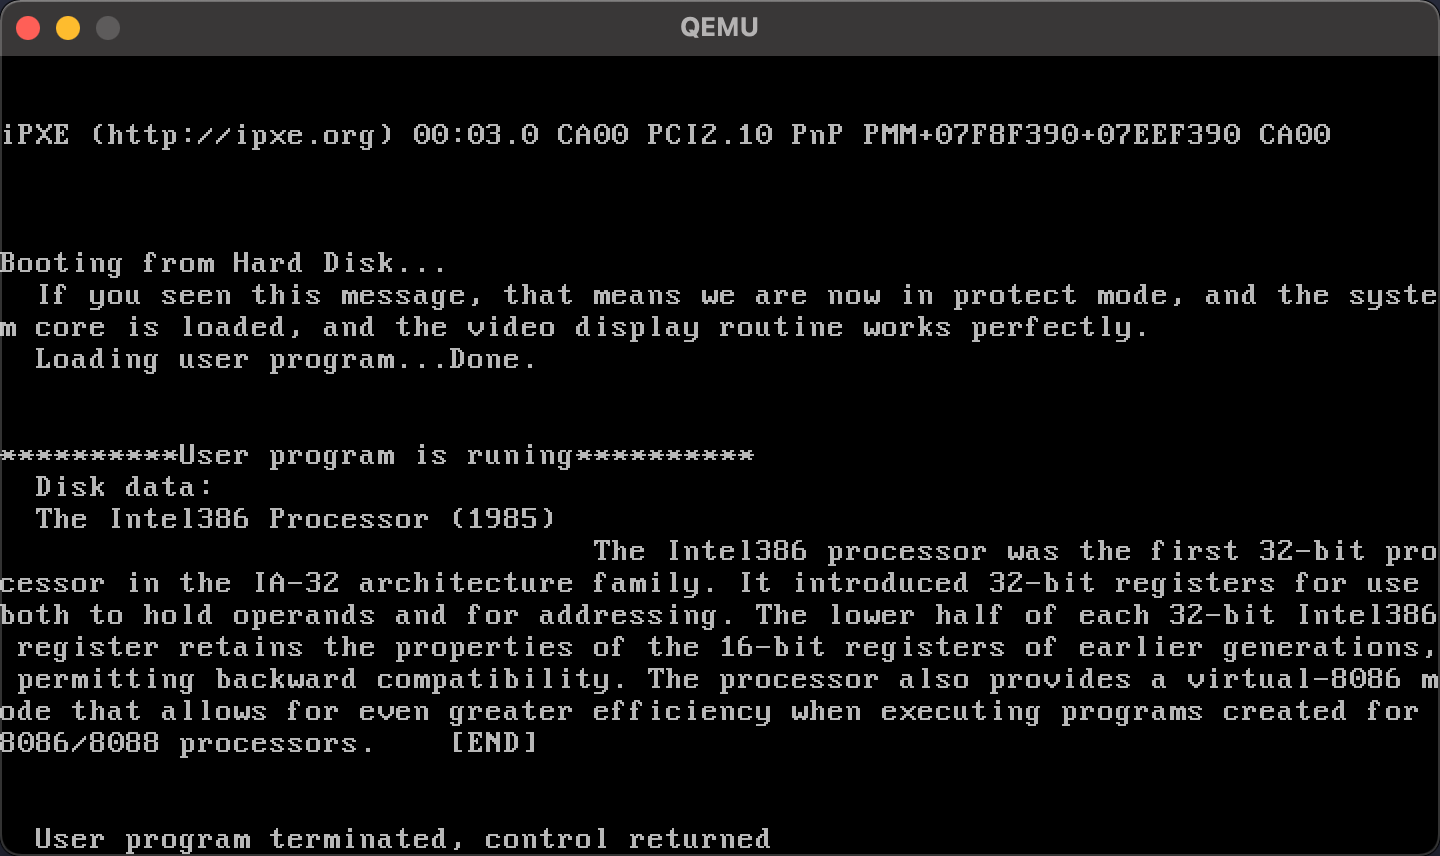 QEMU
iPXE (http://ipxe.org) 00:03.0 CA00 PCI2.10 PnP PMM+07F8F390+07EEF390 CA00
Booting from Hard Disk...
If you seen this message, that means we are now in protect mode, and the syste
m core is loaded, and the video display routine works perfectly.
Loading user program...Done.
**********User program is runing**********
Disk data:
The Intel386 Processor (1985)
The Intel386 processor was the first 32-bit pro
cessor in the IA-32 architecture family. It introduced 32-bit registers for use
both to hold operands and for addressing. The lower half of each 32-bit Intel386
register retains the properties of the 16-bit registers of earlier generations,
permitting backward compatibility. The processor also provides a virtual-8086 m
ode that allows for even greater efficiency when executing programs created for
8086/8088 processors.    [END]
User program terminated, control returned